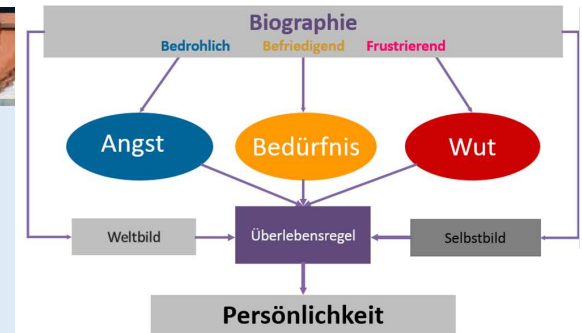 Biographie
Bedrohlich Befriedigend Frustrierend
Angst Bedürfnis Wut
Weltbild Überlebensregel Selbstbild
Persönlichkeit